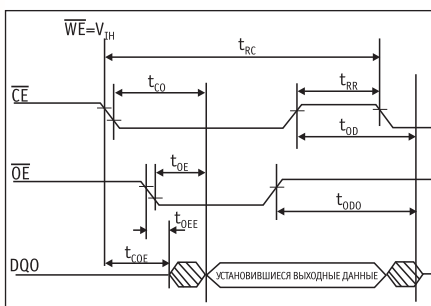 WE=V_IH
t_RC
t_CO
t_RR
CE
t_OD
t_OE
OE
t_ODO
t_OEE
t_COE
DQO
УСТАНОВИВШИЕСЯ ВЫХОДНЫЕ ДАННЫЕ